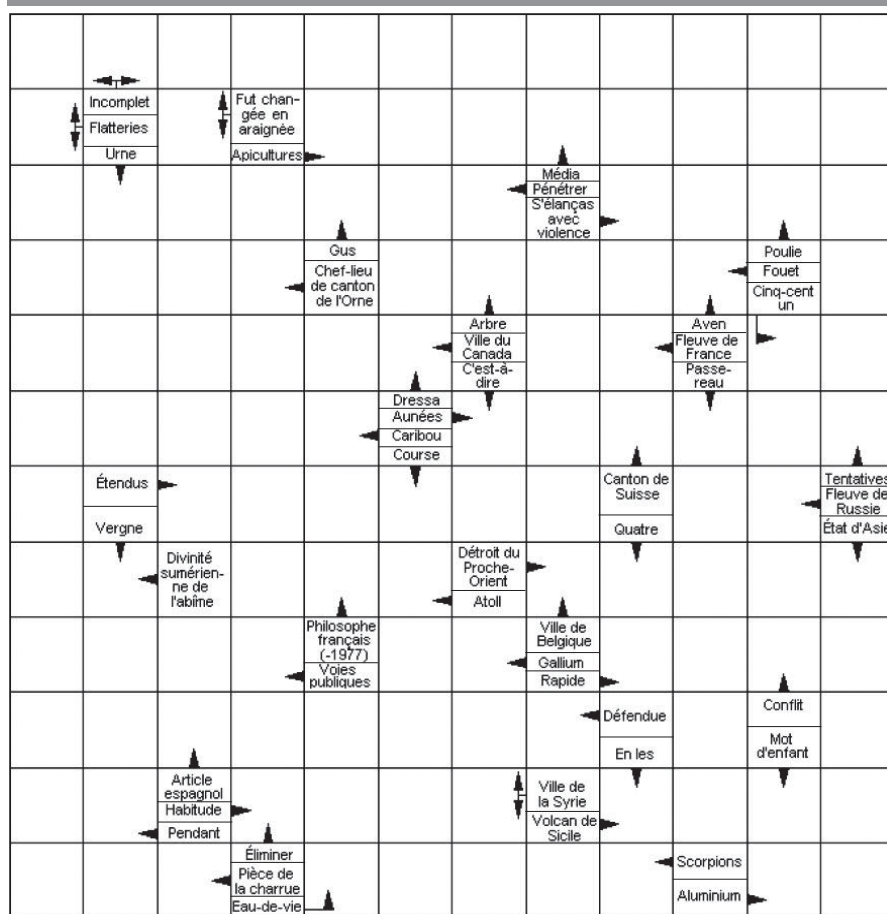 Incomplet
Flatteries
Urne
Fut chan-
gée en
araignée
Apicultures
Média
Pénétrer
S'élanças
avec
violence
Gus
Chef-lieu
de canton
de l'Orne
Poulie
Fouet
Cinq-cent
un
Arbre
Ville du
Canada
C'est-à-
dire
Aven
Fleuve de
France
Passe-
reau
Dressa
Aunées
Caribou
Course
Étendus
Vergne
Canton de
Suisse
Quatre
Tentatives
Fleuve de
Russie
État d'Asie
Divinité
sumérien-
ne de
l'abîme
Détroit du
Proche-
Orient
Atoll
Philosophe
français
(-1977)
Voies
publiques
Ville de
Belgique
Gallium
Rapide
Défendue
En les
Conflit
Mot
d'enfant
Article
espagnol
Habitude
Pendant
Ville de
la Syrie
Volcan de
Sicile
Éliminer
Pièce de
la charrue
Eau-de-vie
Scorpions
Aluminium